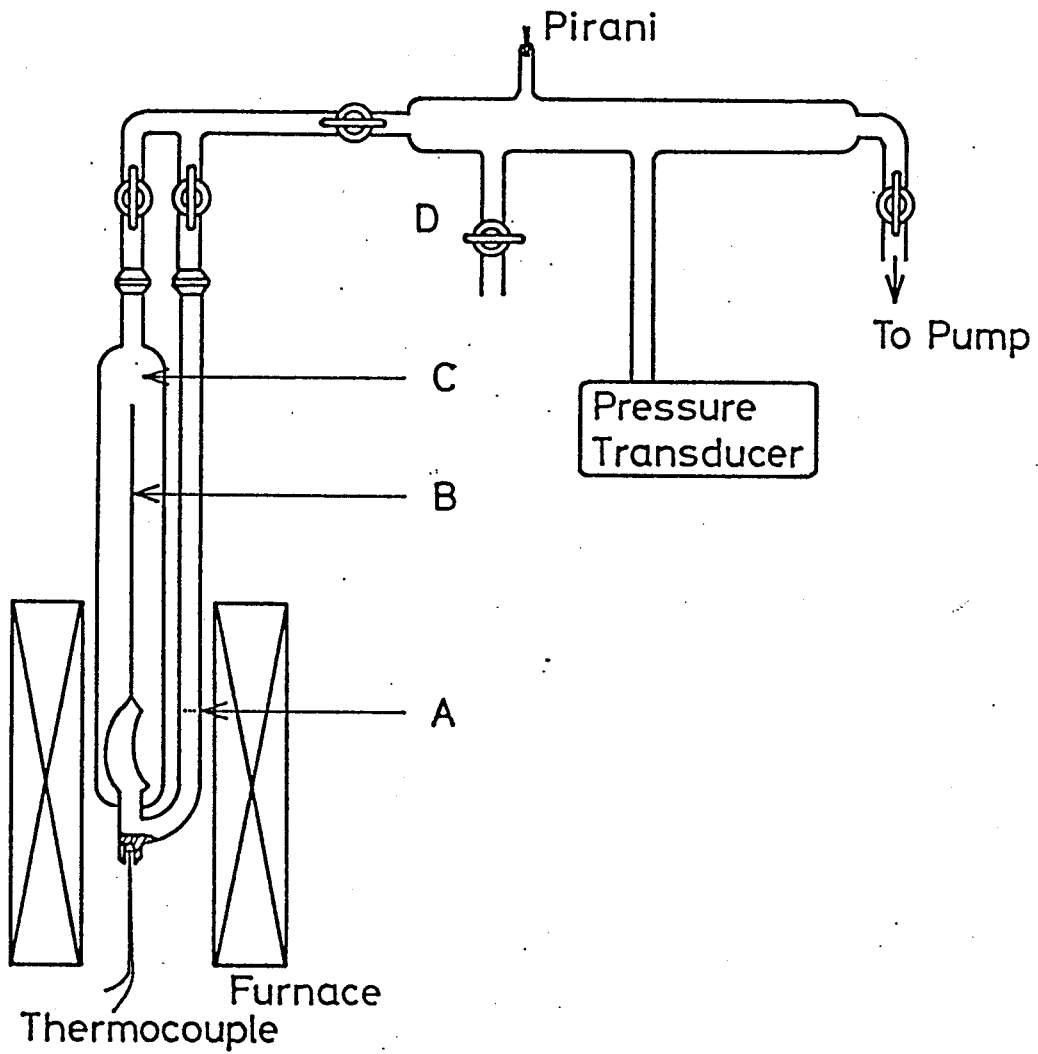 Pirani
D
To Pump
C
Pressure
Transducer
B
A
Furnace
Thermocouple